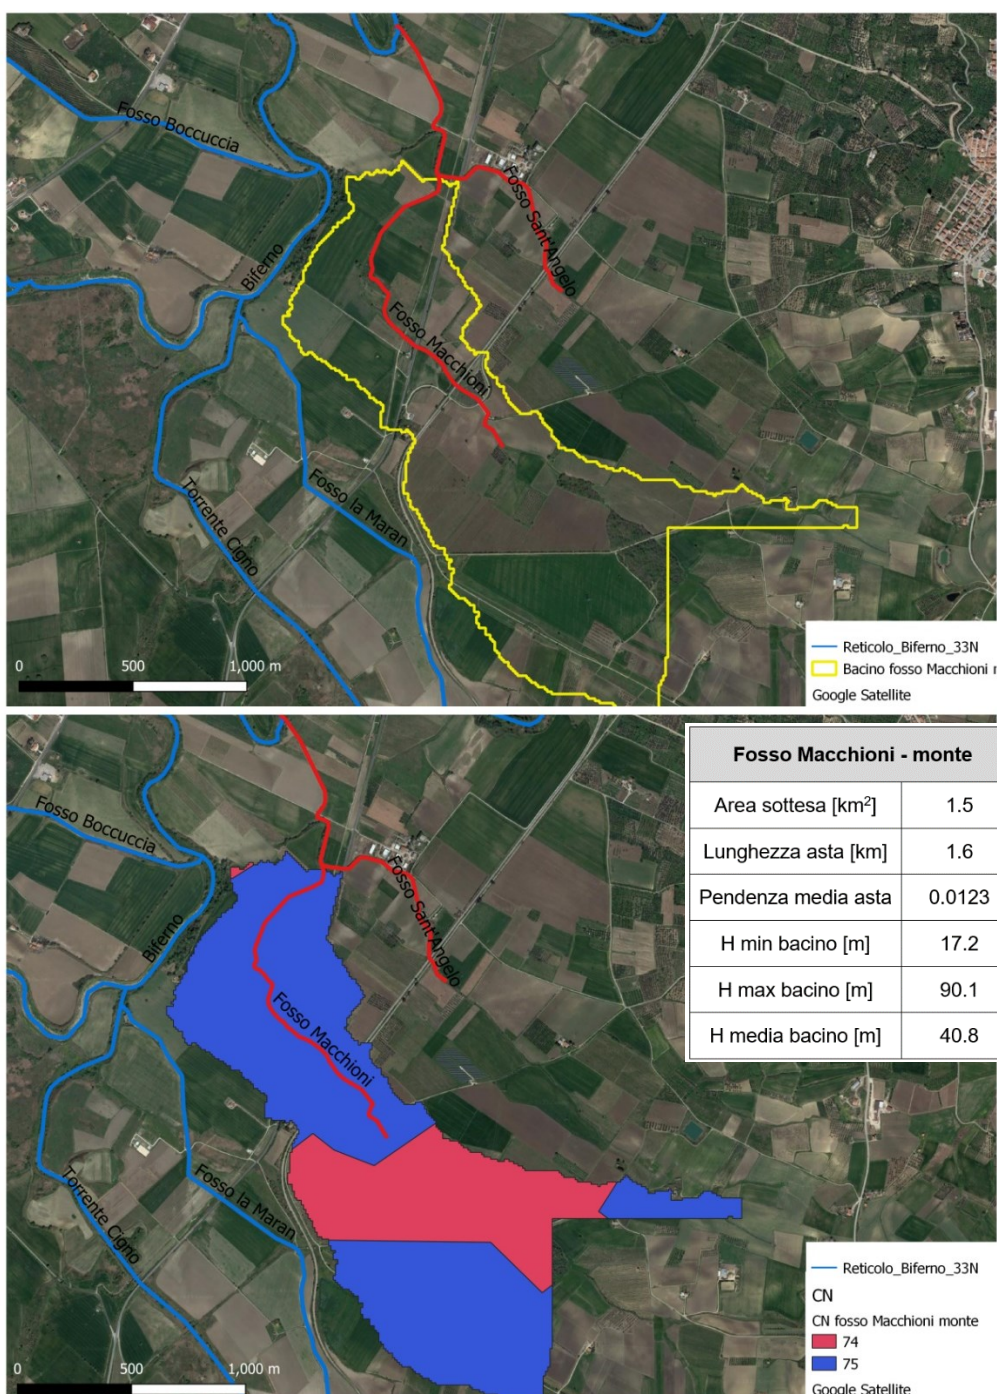 Fosso Boccuccia
Biferno
Fosso Sant'Angelo
Fosso Macchioni
Fosso la Maran
Torrente Cigno
0 500 1,000 m
Reticolo_Biferno_33N
Bacino fosso Macchioni
Google Satellite
Fosso Macchioni - monte
Area sottesa [km²] 1.5
Lunghezza asta [km] 1.6
Pendenza media asta 0.0123
H min bacino [m] 17.2
H max bacino [m] 90.1
H media bacino [m] 40.8
Fosso Boccuccia
Fosso Sant'Angelo
Biferno
Fosso Macchioni
Torrente Cigno
Fosso la Maran
0 500 1,000 m
Reticolo_Biferno_33N
CN
CN fosso Macchioni monte
74
75
Google Satellite